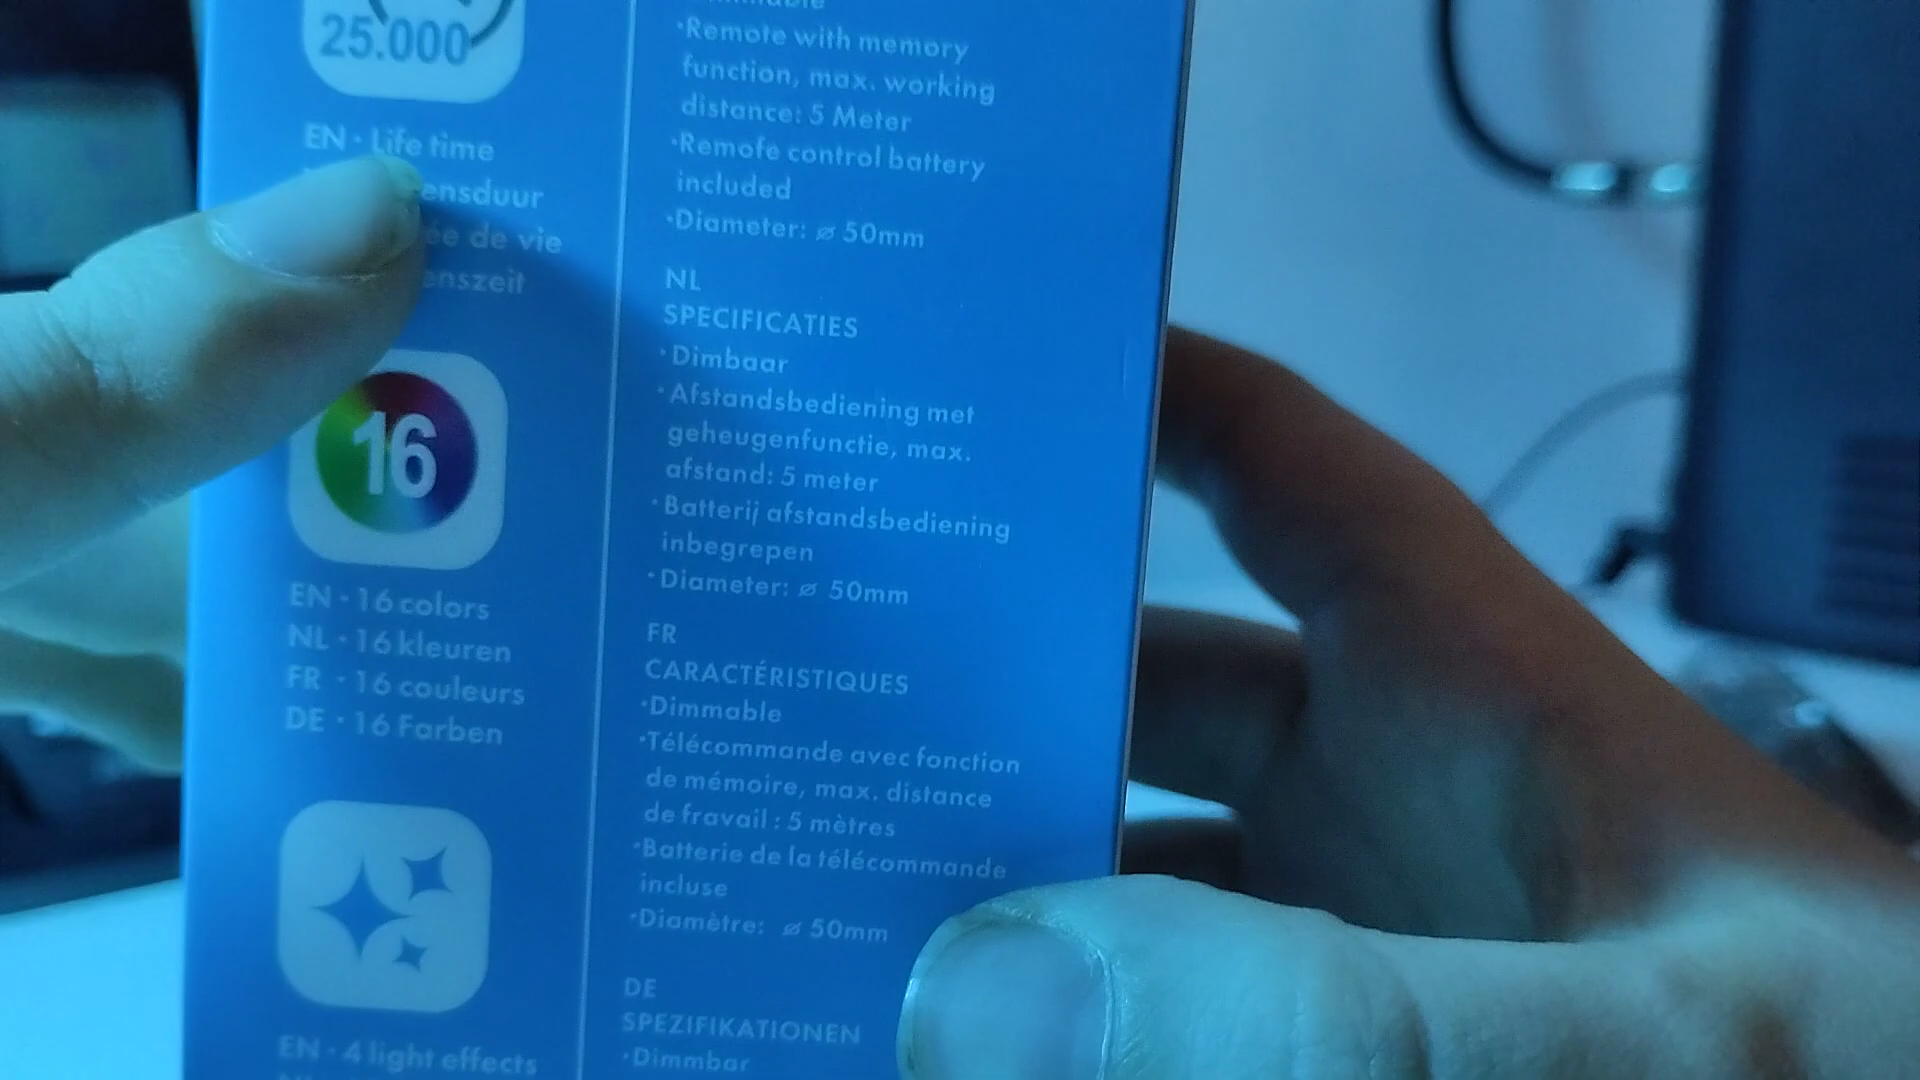 25.000
EN · Life time
ensduur
ée de vie
enszeit
16
EN · 16 colors
NL · 16 kleuren
FR · 16 couleurs
DE · 16 Farben
EN · 4 light effects
·Remote with memory
function, max. working
distance: 5 Meter
·Remofe control battery
included
·Diameter: ⌀ 50mm
NL
SPECIFICATIES
·Dimbaar
·Afstandsbediening met
geheugenfunctie, max.
afstand: 5 meter
·Batterij afstandsbediening
inbegrepen
·Diameter: ⌀ 50mm
FR
CARACTÉRISTIQUES
·Dimmable
·Télécommande avec fonction
de mémoire, max. distance
de fravail : 5 mètres
·Batterie de la télécommande
incluse
·Diamètre: ⌀ 50mm
DE
SPEZIFIKATIONEN
·Dimmbar